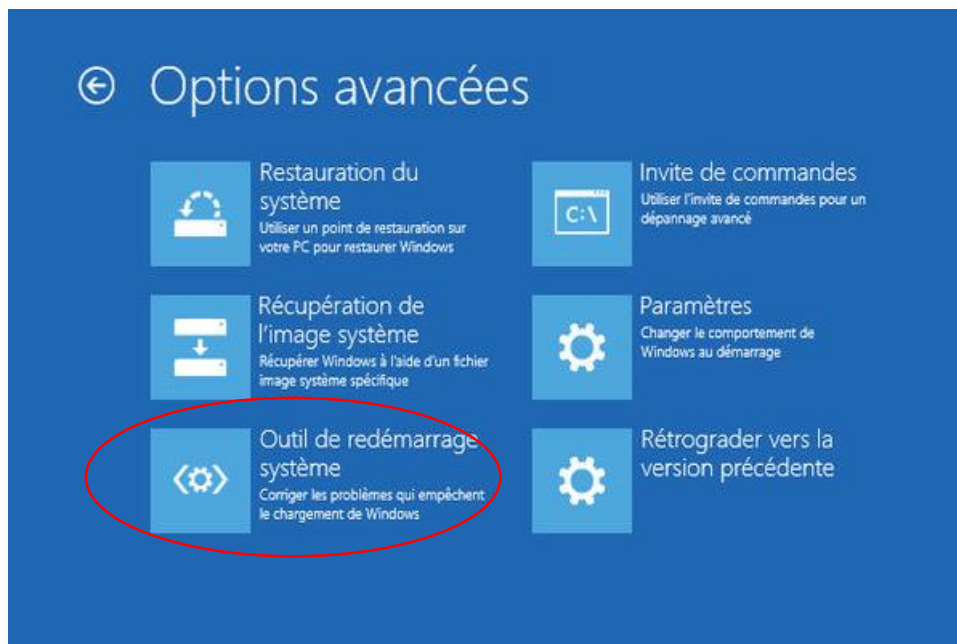 Options avancées
Restauration du
système
Utiliser un point de restauration sur
votre PC pour restaurer Windows
Récupération de
l'image système
Récupérer Windows à l'aide d'un fichier
image système spécifique
Outil de redémarrage
système
Corriger les problèmes qui empêchent
le chargement de Windows
C:\
Invite de commandes
Utiliser l'invite de commandes pour un
dépannage avancé
Paramètres
Changer le comportement de
Windows au démarrage
Rétrograder vers la
version précédente